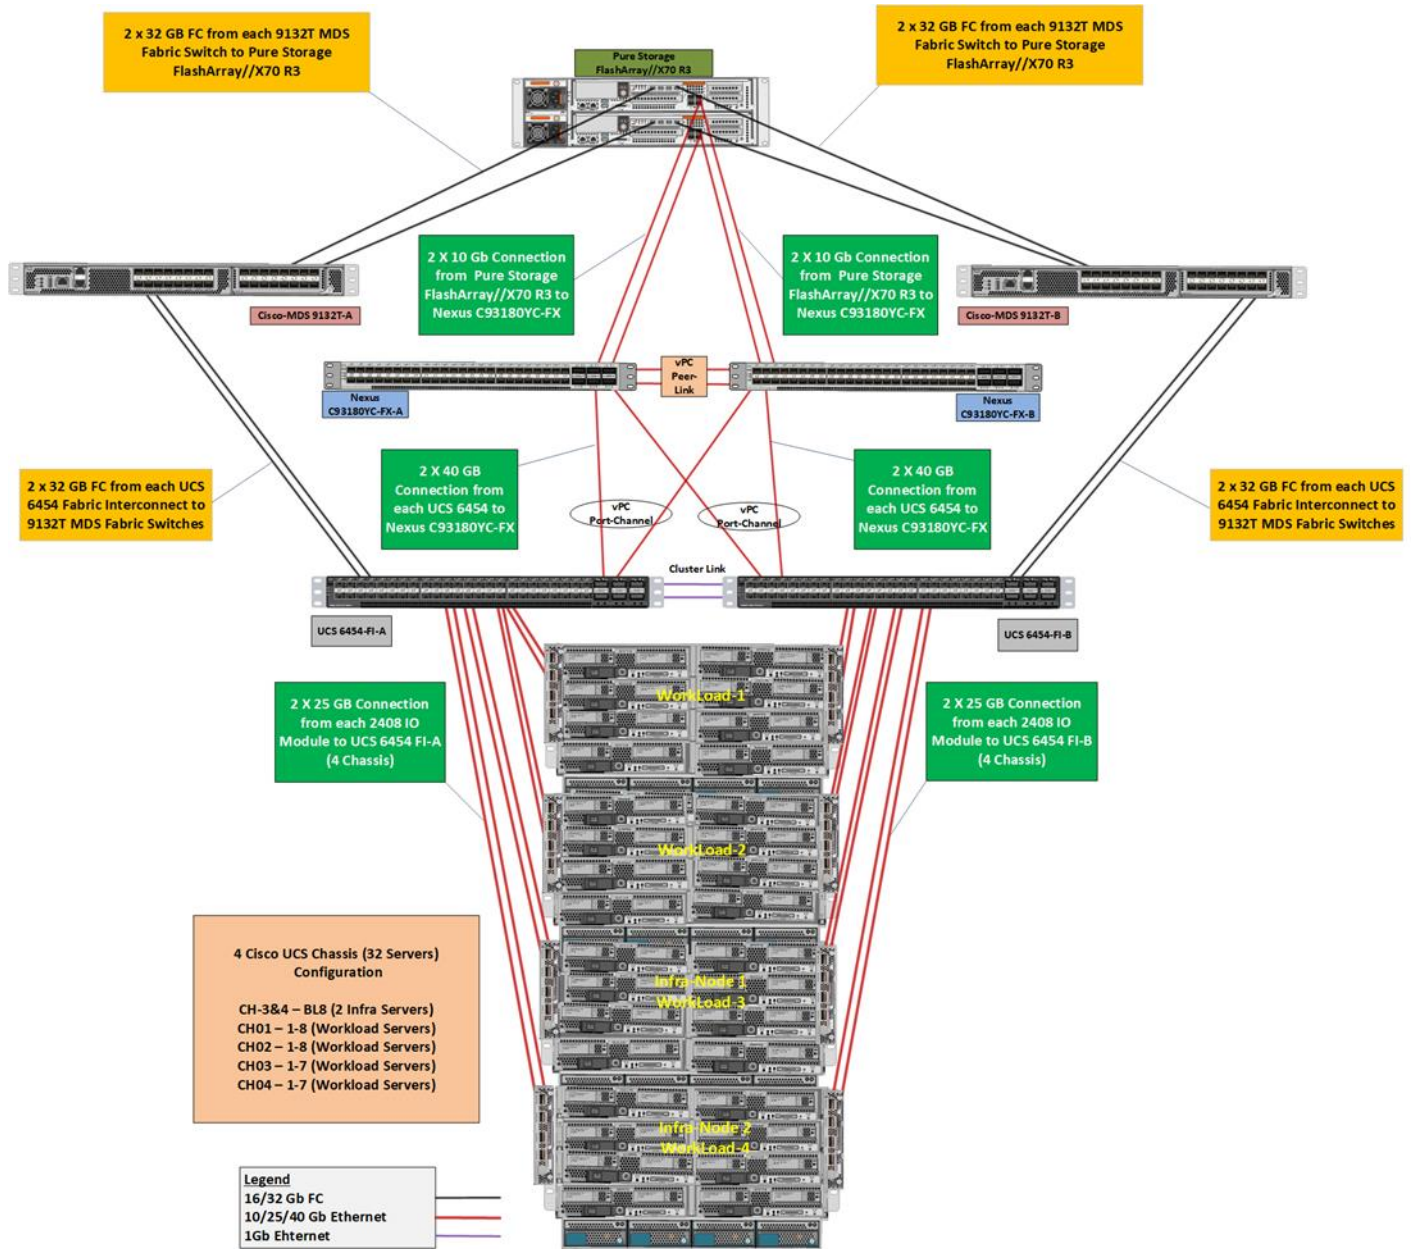 2 x 32 GB FC from each 9132T MDS
Fabric Switch to Pure Storage
FlashArray//X70 R3
2 x 32 GB FC from each 9132T MDS
Fabric Switch to Pure Storage
FlashArray//X70 R3
Pure Storage
FlashArray//X70 R3
2 X 10 Gb Connection
from Pure Storage
FlashArray//X70 R3 to
Nexus C93180YC-FX
2 X 10 Gb Connection
from Pure Storage
FlashArray//X70 R3 to
Nexus C93180YC-FX
Cisco-MDS 9132T-A
Cisco-MDS 9132T-B
vPC
Peer-
Link
Nexus
C93180YC-FX-A
Nexus
C93180YC-FX-B
2 x 32 GB FC from each UCS
6454 Fabric Interconnect to
9132T MDS Fabric Switches
2 X 40 GB
Connection from
each UCS 6454 to
Nexus C93180YC-FX
vPC
Port-Channel
vPC
Port-Channel
2 X 40 GB
Connection from
each UCS 6454 to
Nexus C93180YC-FX
2 x 32 GB FC from each UCS
6454 Fabric Interconnect to
9132T MDS Fabric Switches
Cluster Link
UCS 6454-FI-A
UCS 6454-FI-B
2 X 25 GB Connection
from each 2408 IO
Module to UCS 6454 FI-A
(4 Chassis)
2 X 25 GB Connection
from each 2408 IO
Module to UCS 6454 FI-B
(4 Chassis)
WorkLoad-1
WorkLoad-2
Infra-Node 1
WorkLoad-3
Infra-Node 2
WorkLoad-4
4 Cisco UCS Chassis (32 Servers)
Configuration
CH-3&4 – BL8 (2 Infra Servers)
CH01 – 1-8 (Workload Servers)
CH02 – 1-8 (Workload Servers)
CH03 – 1-7 (Workload Servers)
CH04 – 1-7 (Workload Servers)
Legend
16/32 Gb FC
10/25/40 Gb Ethernet
1Gb Ehternet